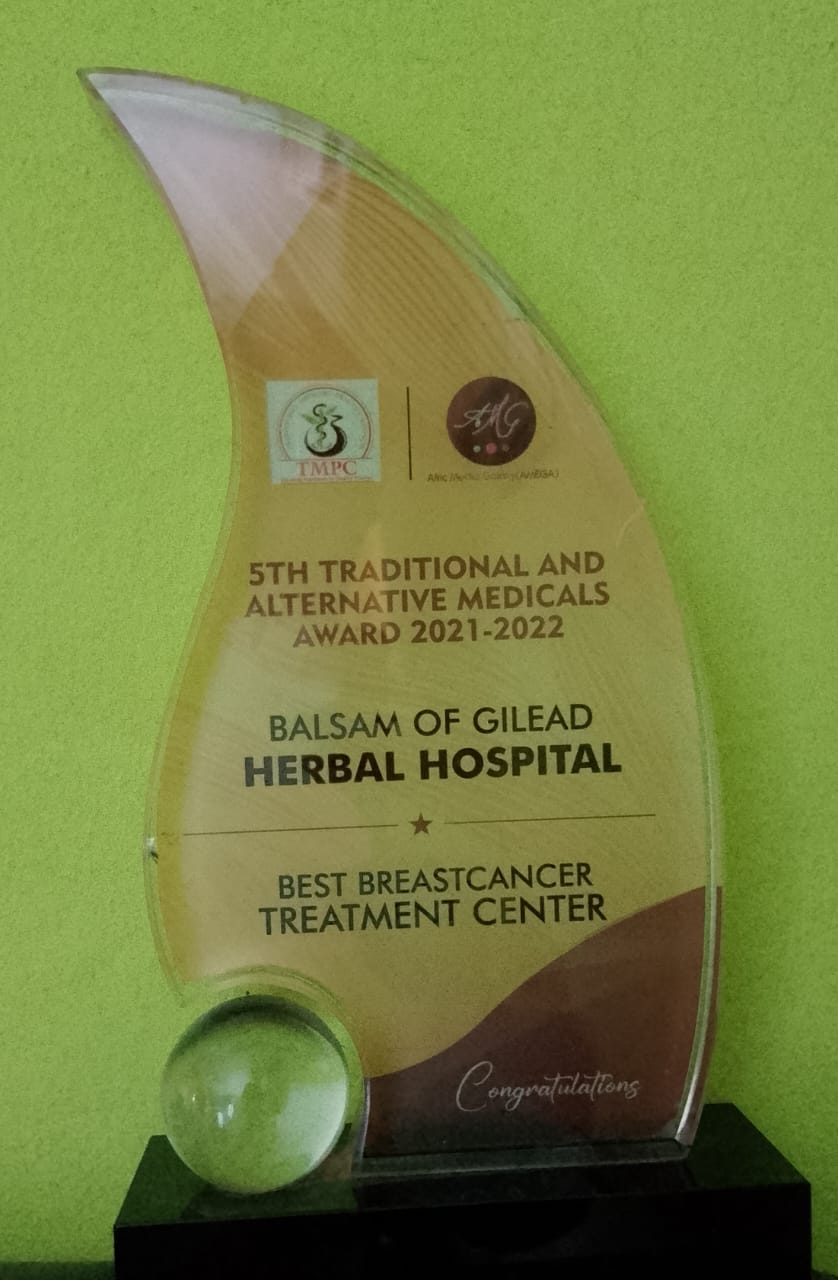 TMPC
AMG
5TH TRADITIONAL AND
ALTERNATIVE MEDICALS
AWARD 2021-2022
BALSAM OF GILEAD
HERBAL HOSPITAL
BEST BREASTCANCER
TREATMENT CENTER
Congratulations